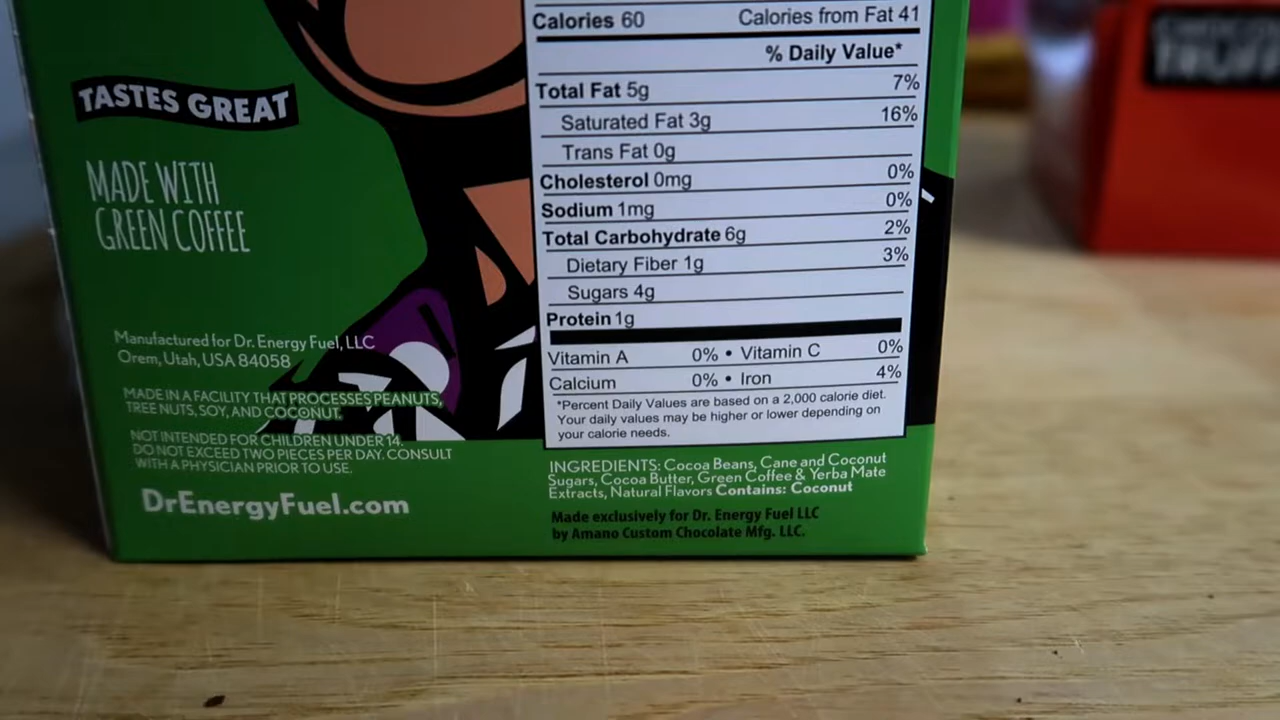 TASTES GREAT
MADE WITH
GREEN COFFEE
Manufactured for Dr. Energy Fuel, LLC
Orem, Utah, USA 84058
MADE IN A FACILITY THAT PROCESSES PEANUTS,
TREE NUTS, SOY, AND COCONUT.
NOT INTENDED FOR CHILDREN UNDER 14.
DO NOT EXCEED TWO PIECES PER DAY. CONSULT
WITH A PHYSICIAN PRIOR TO USE.
DrEnergyFuel.com
Calories 60 Calories from Fat 41
% Daily Value*
Total Fat 5g 7%
Saturated Fat 3g 16%
Trans Fat 0g
Cholesterol 0mg 0%
Sodium 1mg 0%
Total Carbohydrate 6g 2%
Dietary Fiber 1g 3%
Sugars 4g
Protein 1g
Vitamin A 0% • Vitamin C 0%
Calcium 0% • Iron 4%
*Percent Daily Values are based on a 2,000 calorie diet.
Your daily values may be higher or lower depending on
your calorie needs.
INGREDIENTS: Cocoa Beans, Cane and Coconut
Sugars, Cocoa Butter, Green Coffee & Yerba Mate
Extracts, Natural Flavors Contains: Coconut
Made exclusively for Dr. Energy Fuel LLC
by Amano Custom Chocolate Mfg. LLC.